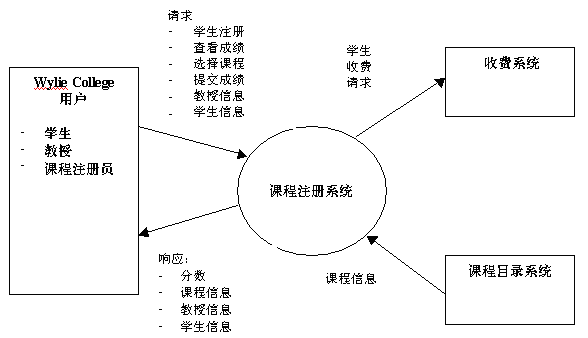 请求
- 学生注册
- 查看成绩
- 选择课程
- 提交成绩
- 教授信息
- 学生信息
学生
收费
请求
收费系统
Wylie College
用户
- 学生
- 教授
- 课程注册员
课程注册系统
响应：
- 分数
- 课程信息
- 教授信息
- 学生信息
课程信息
课程目录系统